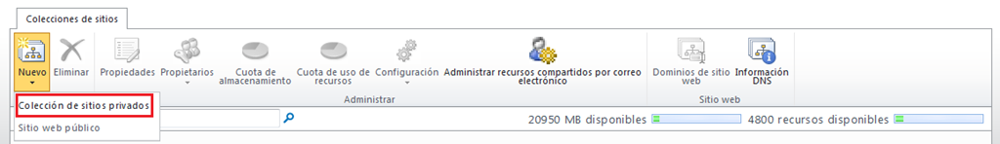 Colecciones de sitios
Nuevo
Eliminar
Propiedades
Propietarios
Cuota de
almacenamiento
Cuota de uso de
recursos
Configuración
Administrar recursos compartidos por correo
electrónico
Dominios de sitio
web
Información
DNS
Administrar
Sitio web
Colección de sitios privados
Sitio web público
20950 MB disponibles
4800 recursos disponibles